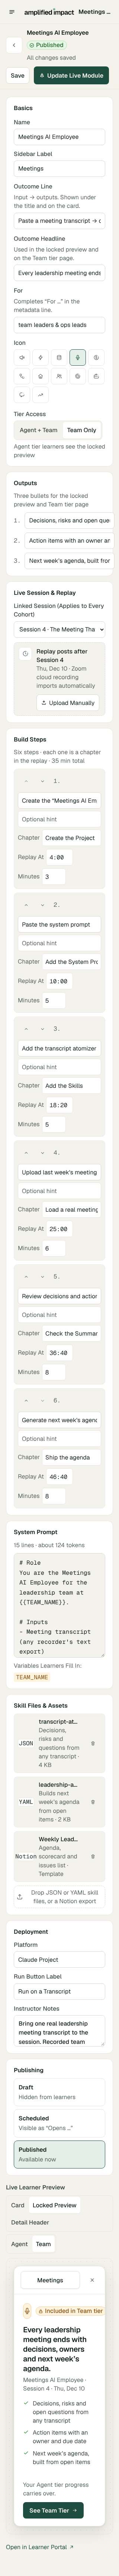 amplified impact
Meetings ...
Meetings AI Employee
Published
All changes saved
Save
Update Live Module
Basics
Name
Meetings AI Employee
Sidebar Label
Meetings
Outcome Line
Input → outputs. Shown under
the title and on the card.
Paste a meeting transcript → d
Outcome Headline
Used in the locked preview and
on the Team tier page.
Every leadership meeting ends
For
Completes "For …" in the
metadata line.
team leaders & ops leads
Icon
Tier Access
Agent + Team
Team Only
Agent tier learners see the locked
preview
Outputs
Three bullets for the locked
preview and Team tier page
1.
Decisions, risks and open que
2.
Action items with an owner an
3.
Next week's agenda, built fron
Live Session & Replay
Linked Session (Applies to Every
Cohort)
Session 4 · The Meeting Tha
Replay posts after
Session 4
Thu, Dec 10 · Zoom
cloud recording
imports automatically
Upload Manually
Build Steps
Six steps · each one is a chapter
in the replay · 35 min total
1.
Create the "Meetings AI Em
Optional hint
Chapter
Create the Project
Replay At
4:00
Minutes
3
2.
Paste the system prompt
Optional hint
Chapter
Add the System Pro
Replay At
10:00
Minutes
5
3.
Add the transcript atomizer
Optional hint
Chapter
Add the Skills
Replay At
18:20
Minutes
5
4.
Upload last week's meeting
Optional hint
Chapter
Load a real meeting
Replay At
25:00
Minutes
6
5.
Review decisions and action
Optional hint
Chapter
Check the Summar
Replay At
36:40
Minutes
8
6.
Generate next week's agend
Optional hint
Chapter
Ship the agenda
Replay At
46:40
Minutes
8
System Prompt
15 lines · about 124 tokens
# Role
You are the Meetings
AI Employee for the
leadership team at
{{TEAM_NAME}}.
# Inputs
- Meeting transcript
(any recorder's text
export)
Variables Learners Fill In:
TEAM_NAME
Skill Files & Assets
JSON
transcript-at…
Decisions,
risks and
questions from
any transcript ·
4 KB
YAML
leadership-a…
Builds next
week's agenda
from open
items · 2 KB
Notion
Weekly Lead…
Agenda,
scorecard and
issues list ·
Template
Drop JSON or YAML skill
files, or a Notion export
Deployment
Platform
Claude Project
Run Button Label
Run on a Transcript
Instructor Notes
Bring one real leadership
meeting transcript to the
session. Recorded team
Publishing
Draft
Hidden from learners
Scheduled
Visible as "Opens …"
Published
Available now
Live Learner Preview
Card
Locked Preview
Detail Header
Agent
Team
Meetings
Included in Team tier
Every leadership
meeting ends with
decisions, owners
and next week's
agenda.
Meetings AI Employee ·
Session 4 · Thu, Dec 10
Decisions, risks and
open questions from
any transcript
Action items with an
owner and due date
Next week's agenda,
built from open items
Your Agent tier progress
carries over.
See Team Tier →
Open in Learner Portal ↗